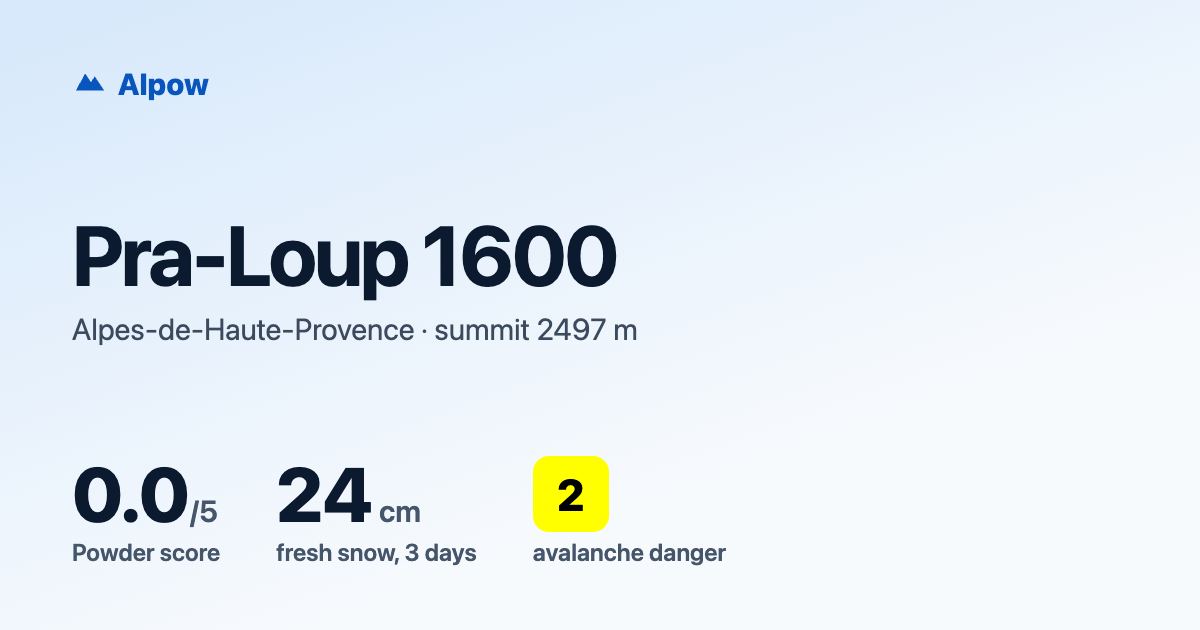 Alpow
Pra-Loup 1600
Alpes-de-Haute-Provence · summit 2497 m
0.0/5 24 cm 2
Powder score fresh snow, 3 days avalanche danger